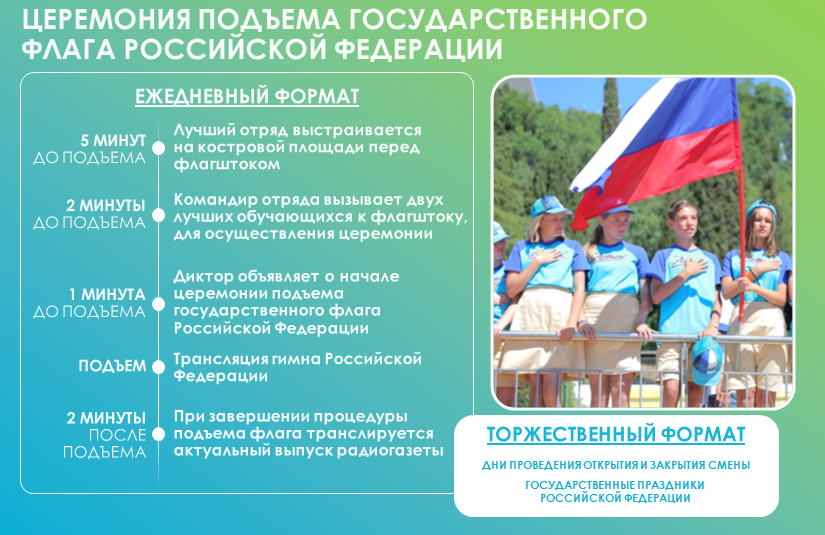 ЦЕРЕМОНИЯ ПОДЪЕМА ГОСУДАРСТВЕННОГО
ФЛАГА РОССИЙСКОЙ ФЕДЕРАЦИИ
ЕЖЕДНЕВНЫЙ ФОРМАТ
5 МИНУТ
ДО ПОДЪЕМА
Лучший отряд выстраивается
на костровой площади перед
флагштоком
2 МИНУТЫ
ДО ПОДЪЕМА
Командир отряда вызывает двух
лучших обучающихся к флагштоку,
для осуществления церемонии
1 МИНУТА
ДО ПОДЪЕМА
Диктор объявляет о начале
церемонии подъема
государственного флага
Российской Федерации
ПОДЪЕМ
Трансляция гимна Российской
Федерации
2 МИНУТЫ
ПОСЛЕ
ПОДЪЕМА
При завершении процедуры
подъема флага транслируется
актуальный выпуск радиогазеты
ТОРЖЕСТВЕННЫЙ ФОРМАТ
ДНИ ПРОВЕДЕНИЯ ОТКРЫТИЯ И ЗАКРЫТИЯ СМЕНЫ
ГОСУДАРСТВЕННЫЕ ПРАЗДНИКИ
РОССИЙСКОЙ ФЕДЕРАЦИИ